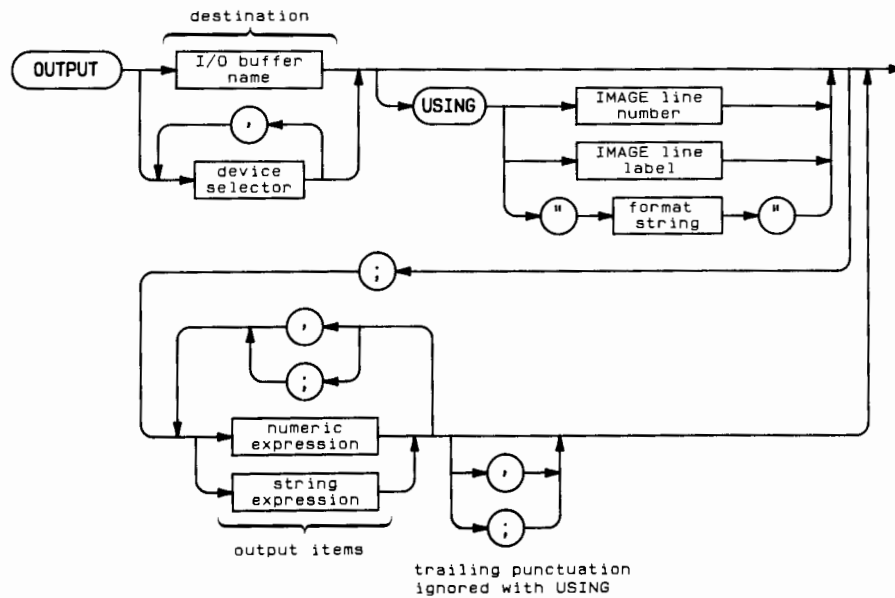 destination
OUTPUT
I/O buffer
name
,
device
selector
USING
IMAGE line
number
IMAGE line
label
"
format
string
"
;
,
;
numeric
expression
string
expression
output items
,
;
trailing punctuation
ignored with USING